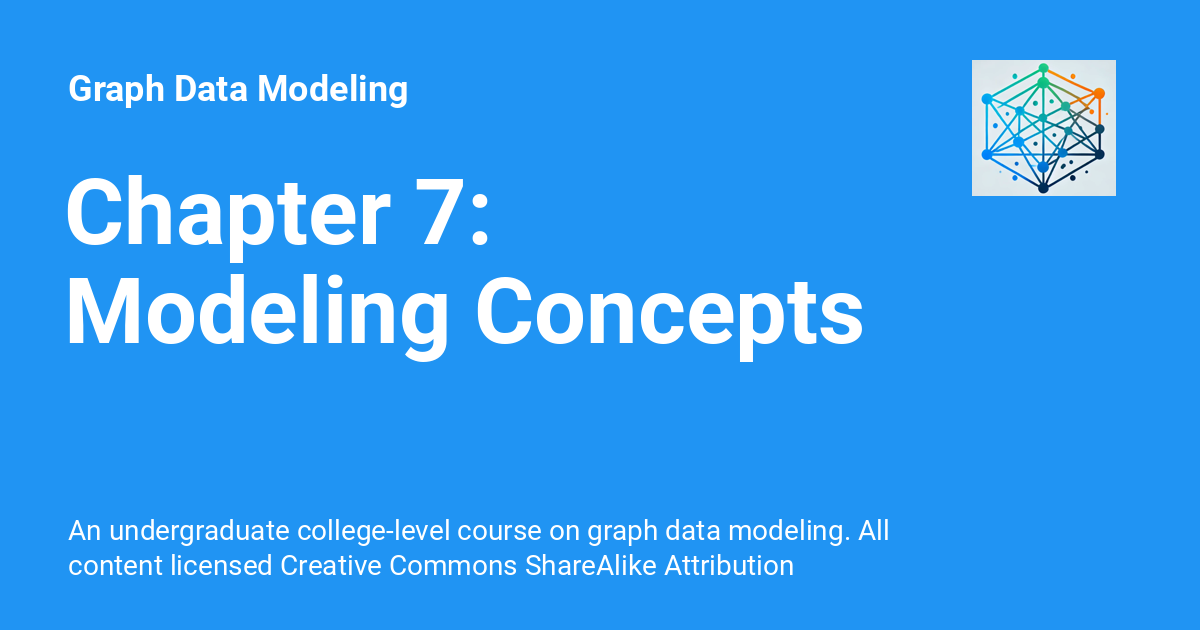 Graph Data Modeling
Chapter 7:
Modeling Concepts
An undergraduate college-level course on graph data modeling. All
content licensed Creative Commons ShareAlike Attribution